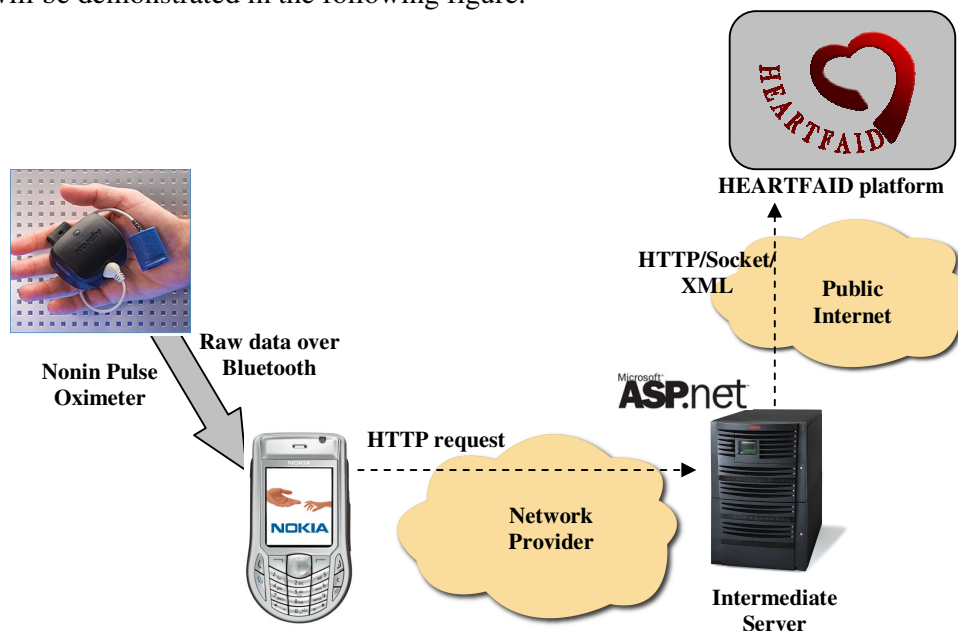 will be demonstrated in the following figure:
HEARTFAID
HEARTFAID platform
HTTP/Socket/
XML
Public
Internet
Raw data over
Bluetooth
Nonin Pulse
Oximeter
Microsoft
ASP.net
HTTP request
NOKIA
NOKIA
Network
Provider
Intermediate
Server